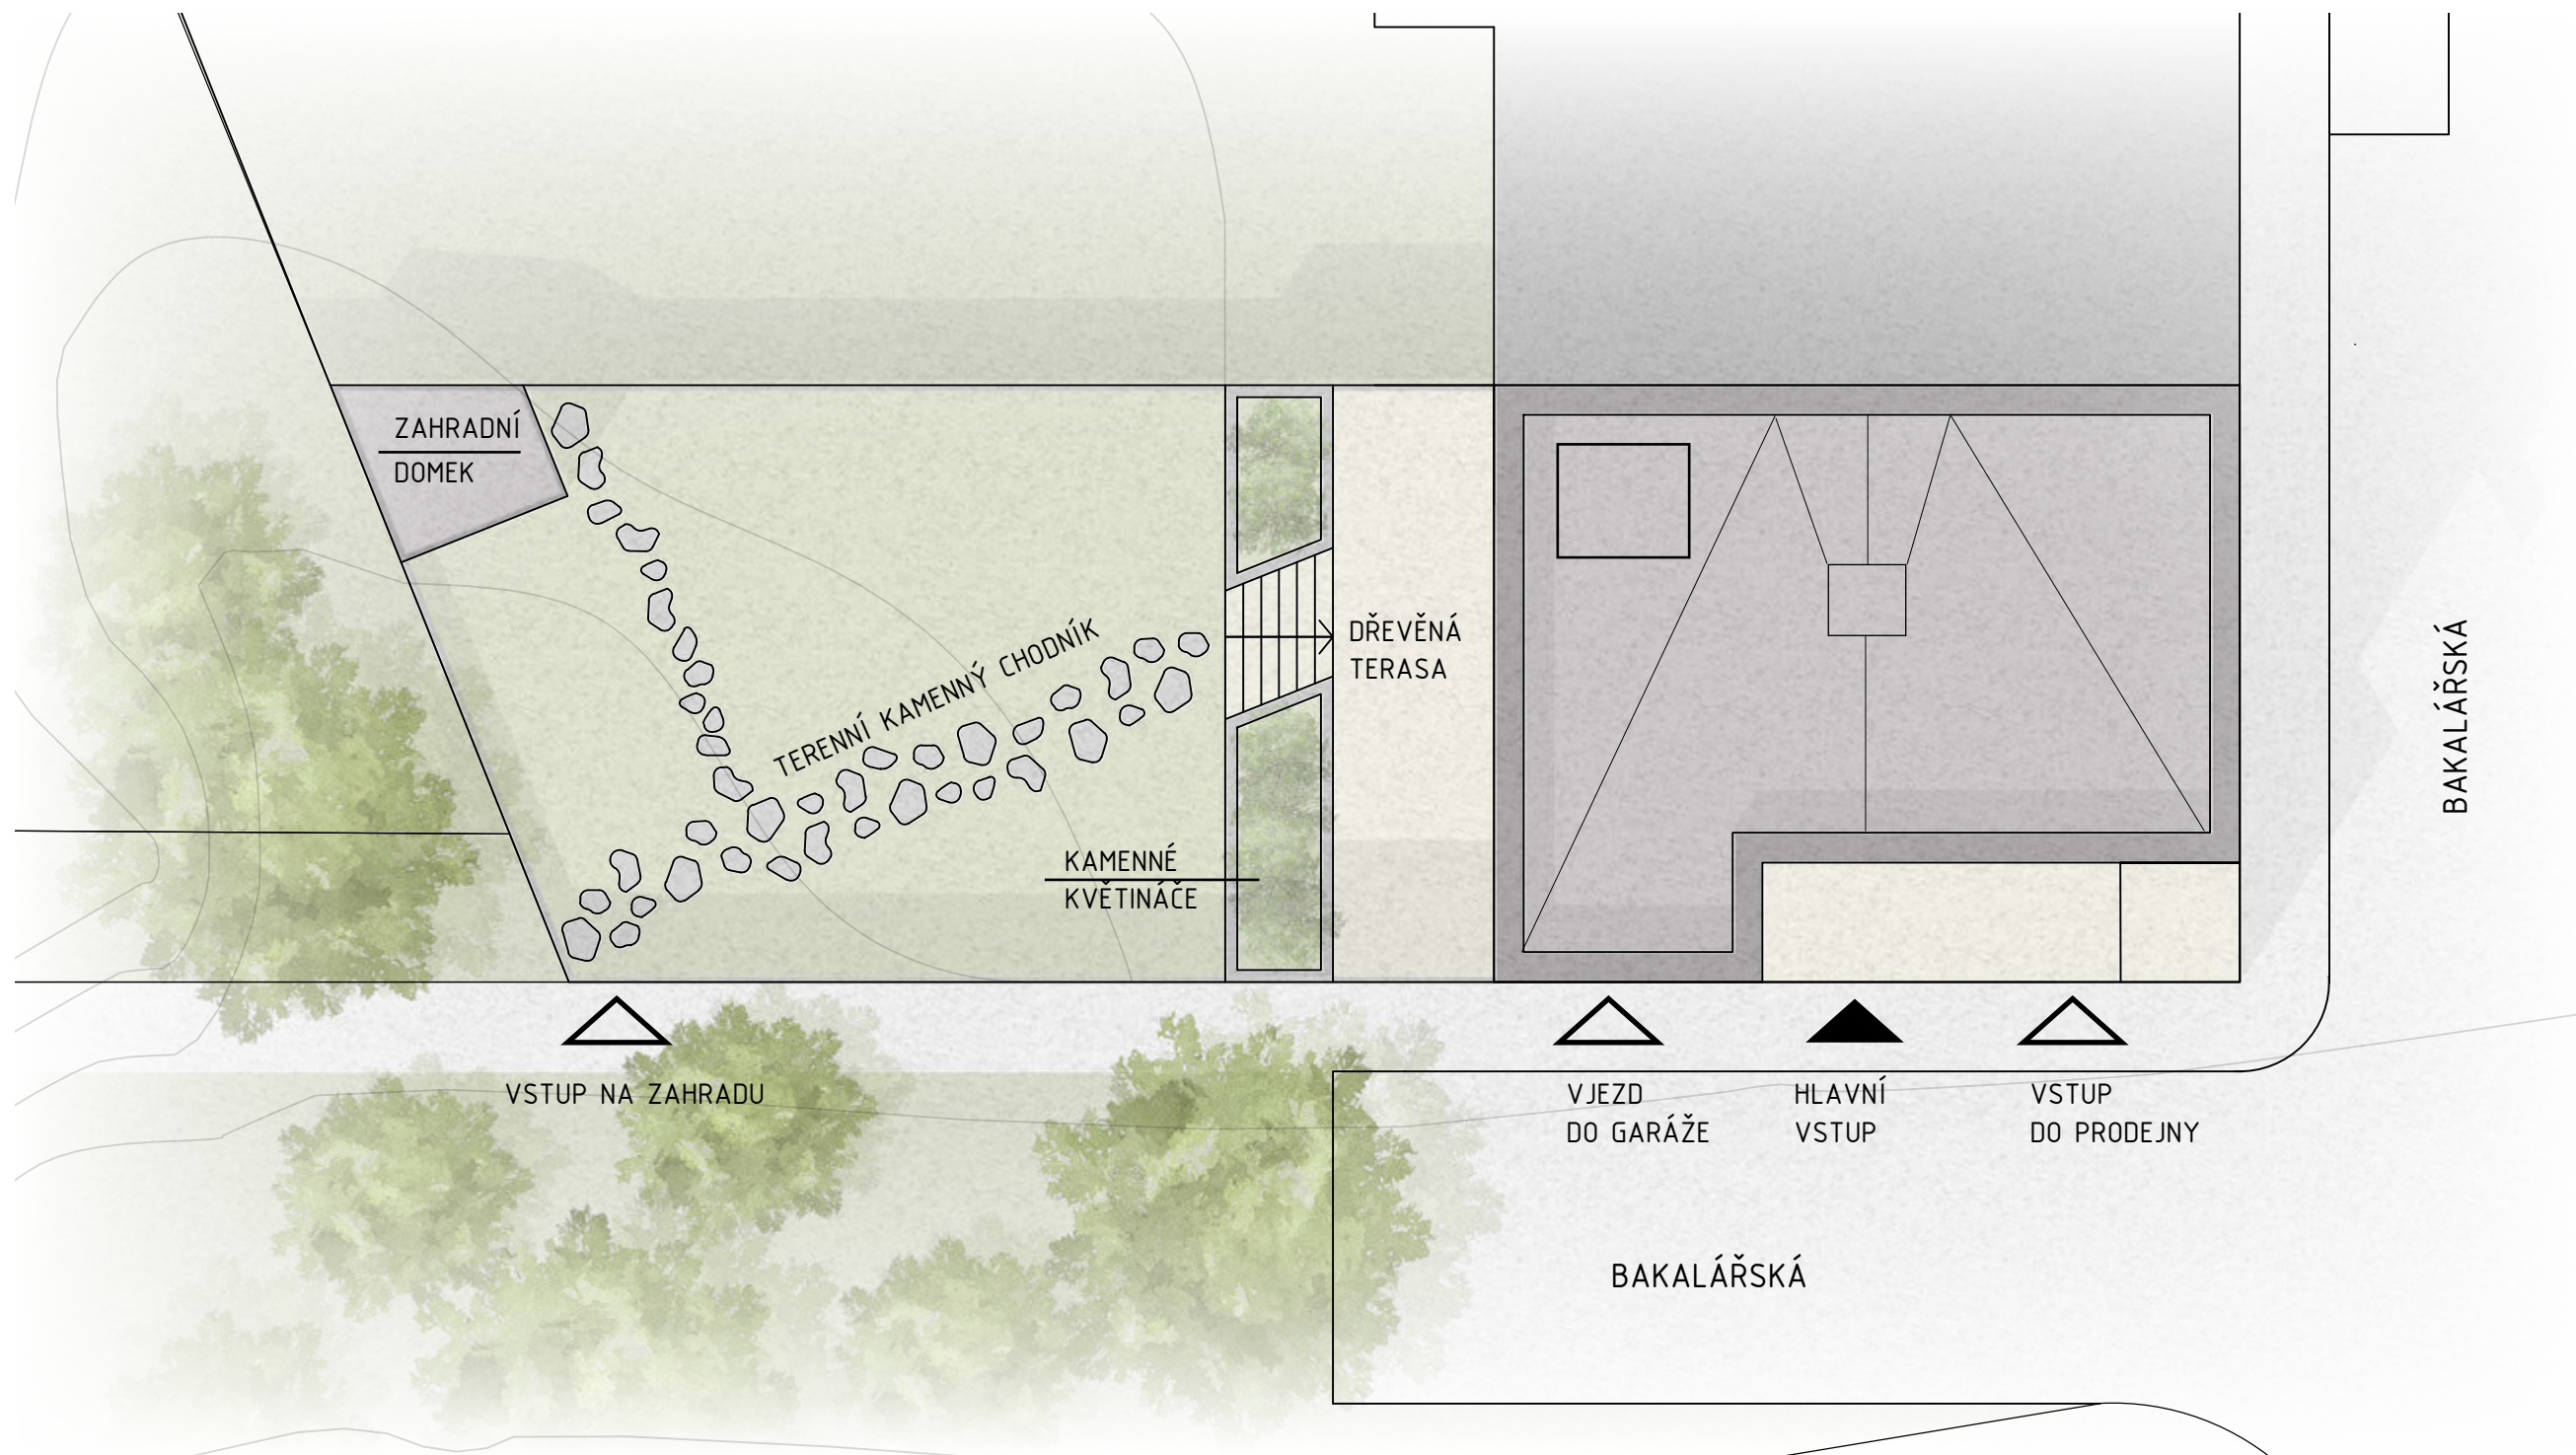 ZAHRADNÍ
DOMEK
TERENNÍ KAMENNÝ CHODNÍK
DŘEVĚNÁ
TERASA
KAMENNÉ
KVĚTINÁČE
BAKALÁŘSKÁ
VSTUP NA ZAHRADU
VJEZD
DO GARÁŽE
HLAVNÍ
VSTUP
VSTUP
DO PRODEJNY
BAKALÁŘSKÁ